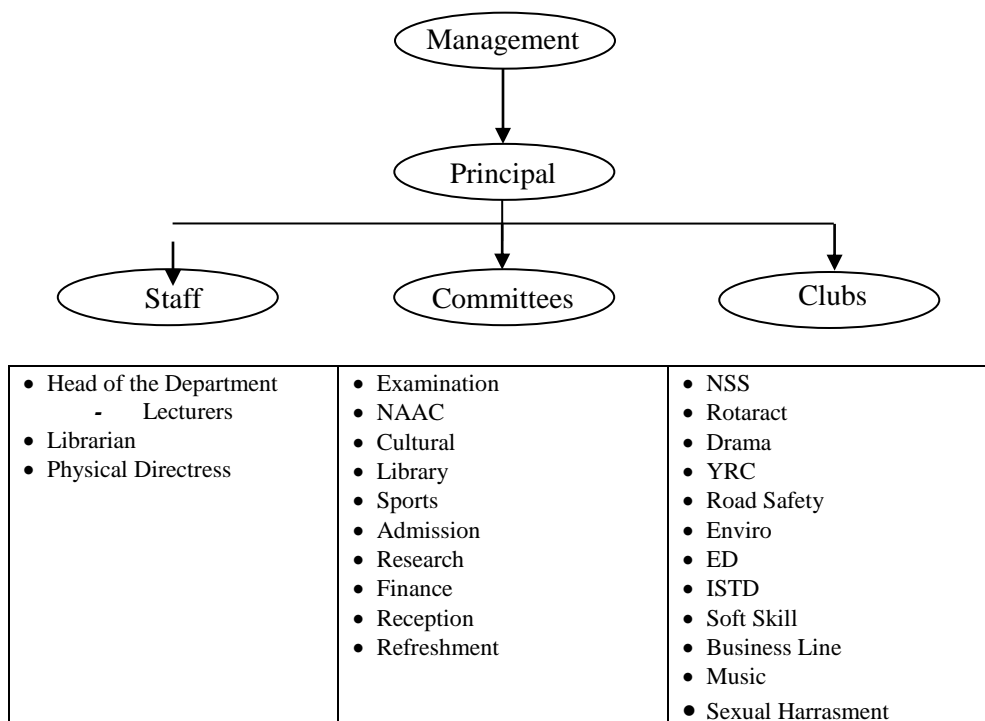 Management
Principal
Staff
Committees
Clubs
• Head of the Department
- Lecturers
• Librarian
• Physical Directress
• Examination
• NAAC
• Cultural
• Library
• Sports
• Admission
• Research
• Finance
• Reception
• Refreshment
• NSS
• Rotaract
• Drama
• YRC
• Road Safety
• Enviro
• ED
• ISTD
• Soft Skill
• Business Line
• Music
• Sexual Harrasment